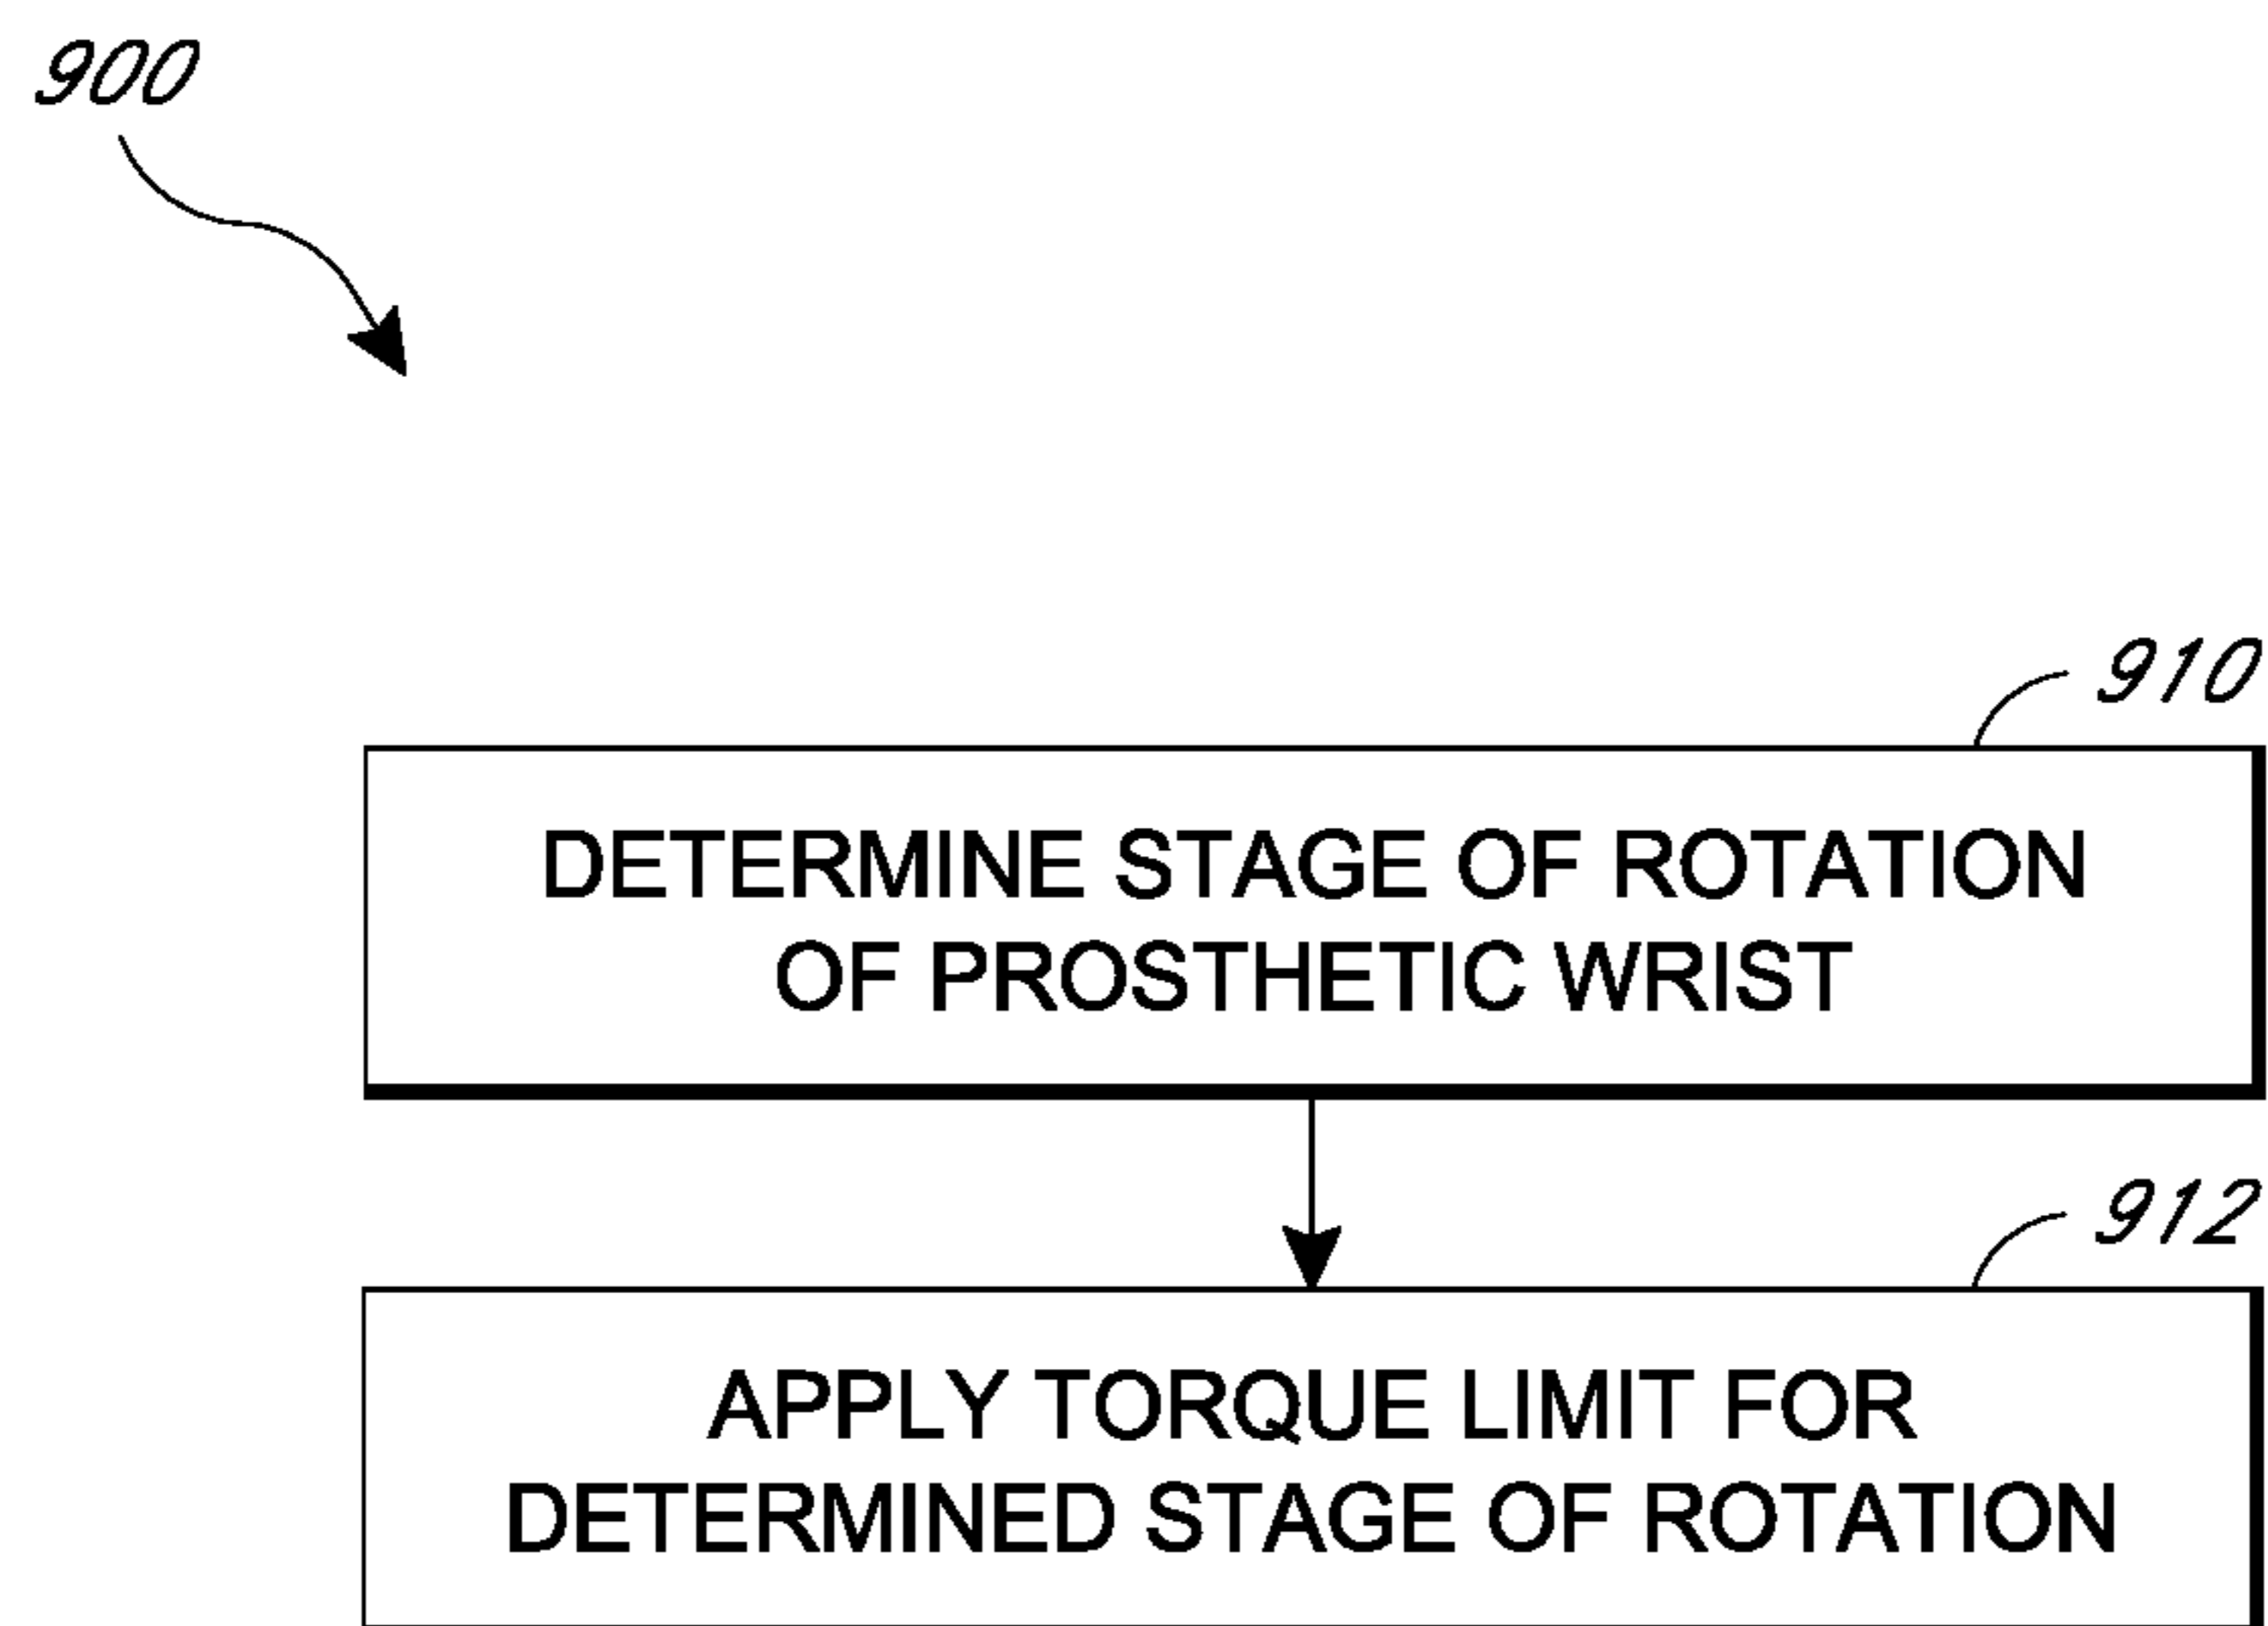 900
910
DETERMINE STAGE OF ROTATION
OF PROSTHETIC WRIST
912
APPLY TORQUE LIMIT FOR
DETERMINED STAGE OF ROTATION